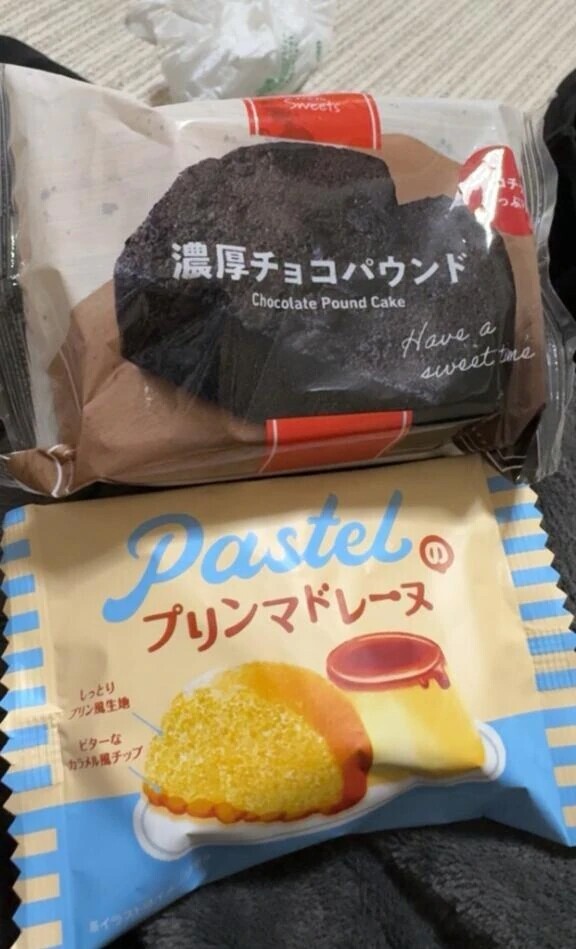 Sweets
濃厚チョコパウンド
Chocolate Pound Cake
Have a
sweet time
Pastel
の
プリンマドレーヌ
しっとり
プリン風生地
ビターな
カラメル風チップ